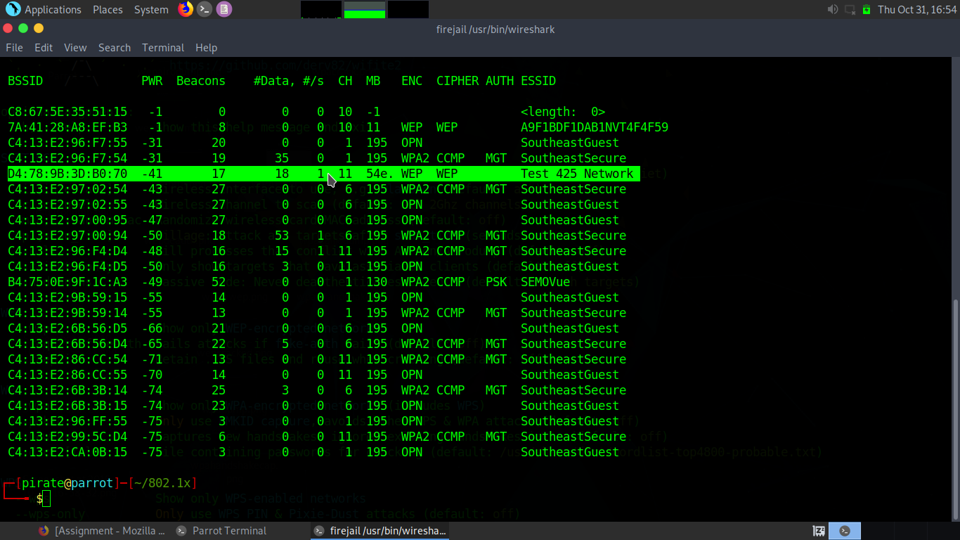 Applications Places System Thu Oct 31, 16:54
firejail /usr/bin/wireshark
File Edit View Search Terminal Help
BSSID PWR Beacons #Data, #/s CH MB ENC CIPHER AUTH ESSID
C8:67:5E:35:51:15 -1 0 0 0 10 -1 <length: 0>
7A:41:28:A8:EF:B3 -1 8 0 0 10 11 WEP WEP A9F1BDF1DAB1NVT4F4F59
C4:13:E2:96:F7:55 -31 20 0 0 1 195 OPN SoutheastGuest
C4:13:E2:96:F7:54 -31 19 35 0 1 195 WPA2 CCMP MGT SoutheastSecure
D4:78:9B:3D:B0:70 -41 17 18 1 11 54e. WEP WEP Test 425 Network
C4:13:E2:97:02:54 -43 27 0 0 6 195 WPA2 CCMP MGT SoutheastSecure
C4:13:E2:97:02:55 -43 27 0 0 6 195 OPN SoutheastGuest
C4:13:E2:97:00:95 -47 27 0 0 6 195 OPN SoutheastGuest
C4:13:E2:97:00:94 -50 18 53 1 6 195 WPA2 CCMP MGT SoutheastSecure
C4:13:E2:96:F4:D4 -48 16 15 1 11 195 WPA2 CCMP MGT SoutheastSecure
C4:13:E2:96:F4:D5 -50 16 3 0 11 195 OPN SoutheastGuest
B4:75:0E:9F:1C:A3 -49 52 0 0 1 130 WPA2 CCMP PSK SEMOVue
C4:13:E2:9B:59:15 -55 14 0 0 1 195 OPN SoutheastGuest
C4:13:E2:9B:59:14 -55 13 0 0 1 195 WPA2 CCMP MGT SoutheastSecure
C4:13:E2:6B:56:D5 -66 21 0 0 6 195 OPN SoutheastGuest
C4:13:E2:6B:56:D4 -65 22 5 0 6 195 WPA2 CCMP MGT SoutheastSecure
C4:13:E2:86:CC:54 -71 13 0 0 11 195 WPA2 CCMP MGT SoutheastSecure
C4:13:E2:86:CC:55 -70 14 0 0 11 195 OPN SoutheastGuest
C4:13:E2:6B:3B:14 -74 25 3 0 6 195 WPA2 CCMP MGT SoutheastSecure
C4:13:E2:6B:3B:15 -74 23 0 0 6 195 OPN SoutheastGuest
C4:13:E2:96:FF:55 -75 3 0 0 1 195 OPN SoutheastGuest
C4:13:E2:99:5C:D4 -75 6 0 0 11 195 WPA2 CCMP MGT SoutheastSecure
C4:13:E2:CA:0B:15 -75 3 0 0 1 195 OPN SoutheastGuest
[pirate@parrot]─[~/802.1x]
$
Show only WPS-enabled networks
--wps-only Only use WPS PIN & Pixie-Dust attacks (default: off)
[Assignment - Mozilla ... Parrot Terminal firejail /usr/bin/wiresha...